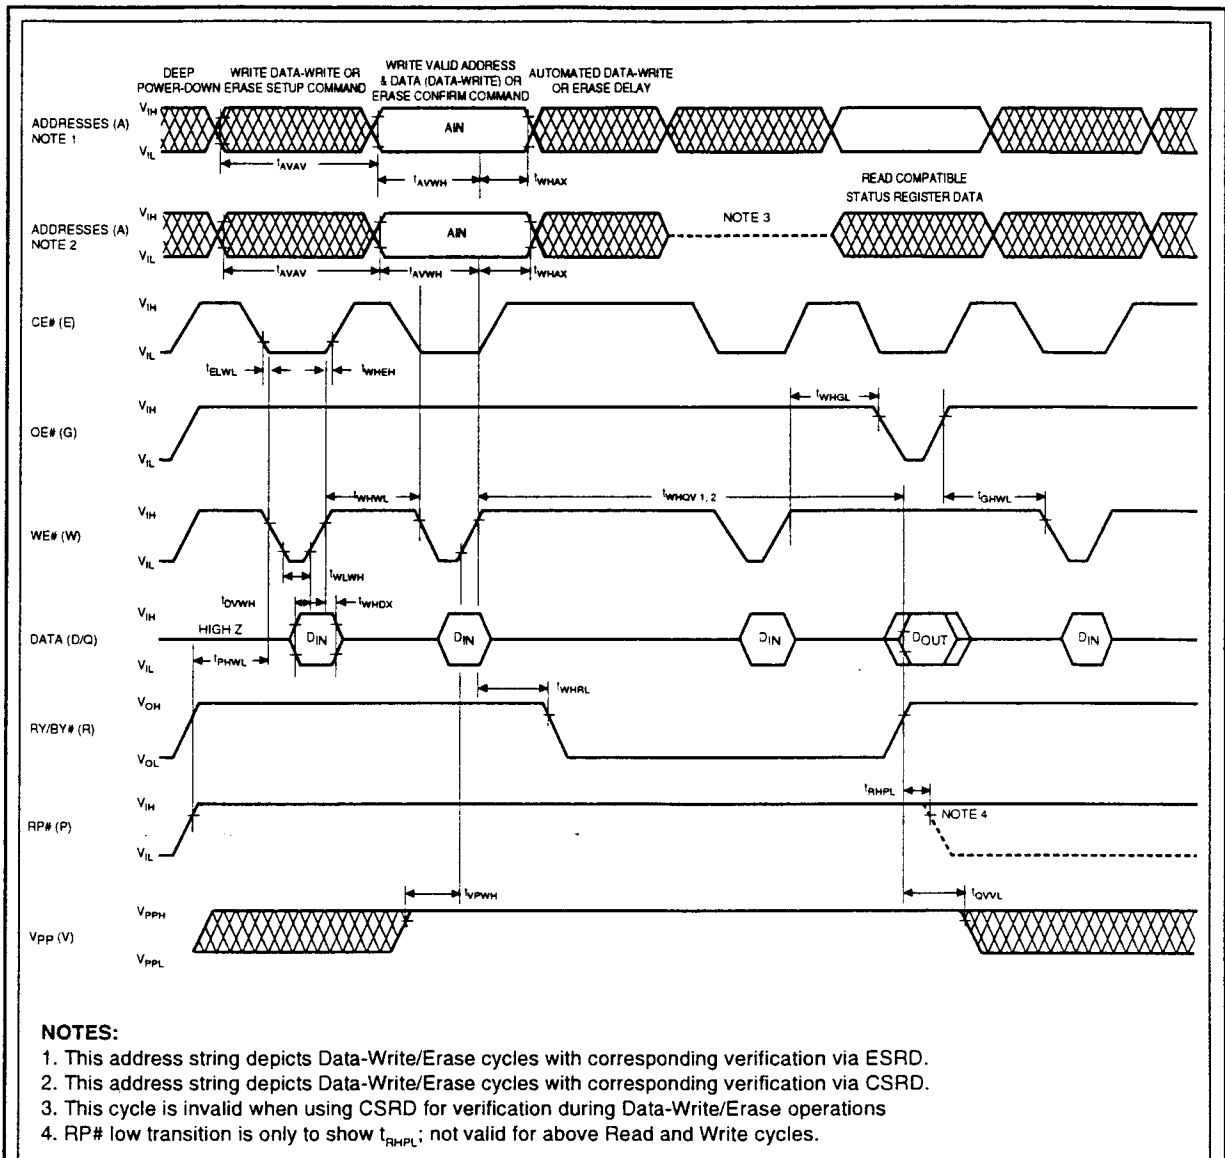 DEEP
POWER-DOWN
WRITE DATA-WRITE OR
ERASE SETUP COMMAND
WRITE VALID ADDRESS
& DATA (DATA-WRITE) OR
ERASE CONFIRM COMMAND
AUTOMATED DATA-WRITE
OR ERASE DELAY
ADDRESSES (A)
NOTE 1
VIH
VIL
AIN
tAVAV
tAVWH
tWHAX
READ COMPATIBLE
STATUS REGISTER DATA
ADDRESSES (A)
NOTE 2
VIH
VIL
AIN
NOTE 3
tAVAV
tAVWH
tWHAX
CE# (E)
VIH
VIL
tELWL
tWHEH
OE# (G)
VIH
VIL
tWHGL
tWHWL
tWHQV 1, 2
tGHWL
WE# (W)
VIH
VIL
tWLWH
tDVWH
tWHDX
DATA (D/Q)
VIH
VIL
HIGH Z
DIN
DIN
DIN
DOUT
DIN
tPHWL
tWHRL
RY/BY# (R)
VOH
VOL
tRHPL
RP# (P)
VIH
VIL
NOTE 4
tVPWH
tQVVL
VPP (V)
VPPH
VPPL
NOTES:
1. This address string depicts Data-Write/Erase cycles with corresponding verification via ESRD.
2. This address string depicts Data-Write/Erase cycles with corresponding verification via CSRD.
3. This cycle is invalid when using CSRD for verification during Data-Write/Erase operations
4. RP# low transition is only to show tRHPL; not valid for above Read and Write cycles.